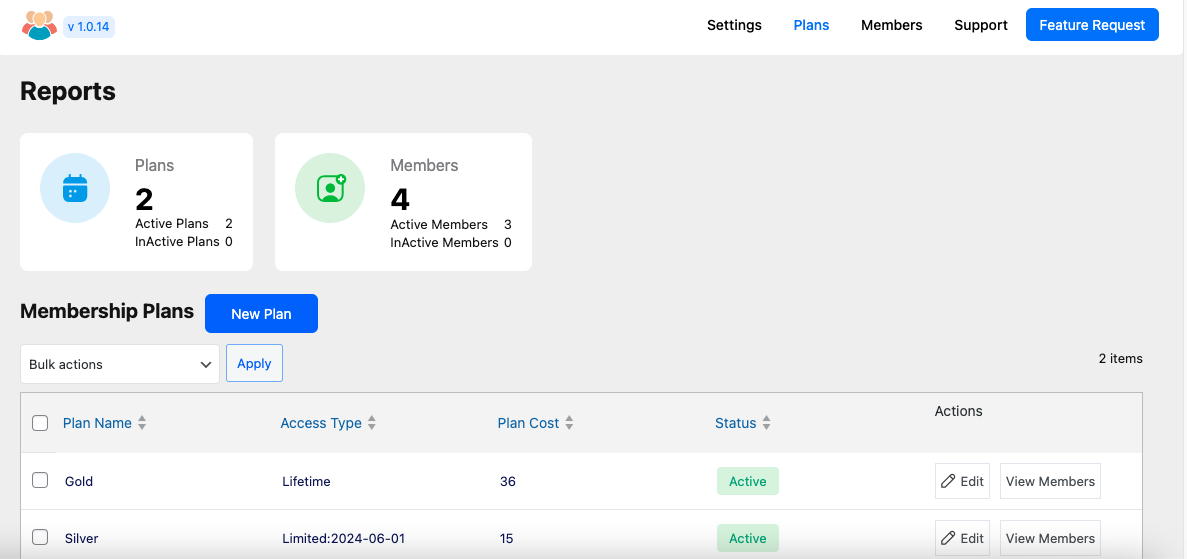 v 1.0.14 Settings Plans Members Support Feature Request
Reports
Plans
2
Active Plans 2
InActive Plans 0
Members
4
Active Members 3
InActive Members 0
Membership Plans New Plan
Bulk actions Apply 2 items
Plan Name Access Type Plan Cost Status Actions
Gold Lifetime 36 Active Edit View Members
Silver Limited:2024-06-01 15 Active Edit View Members